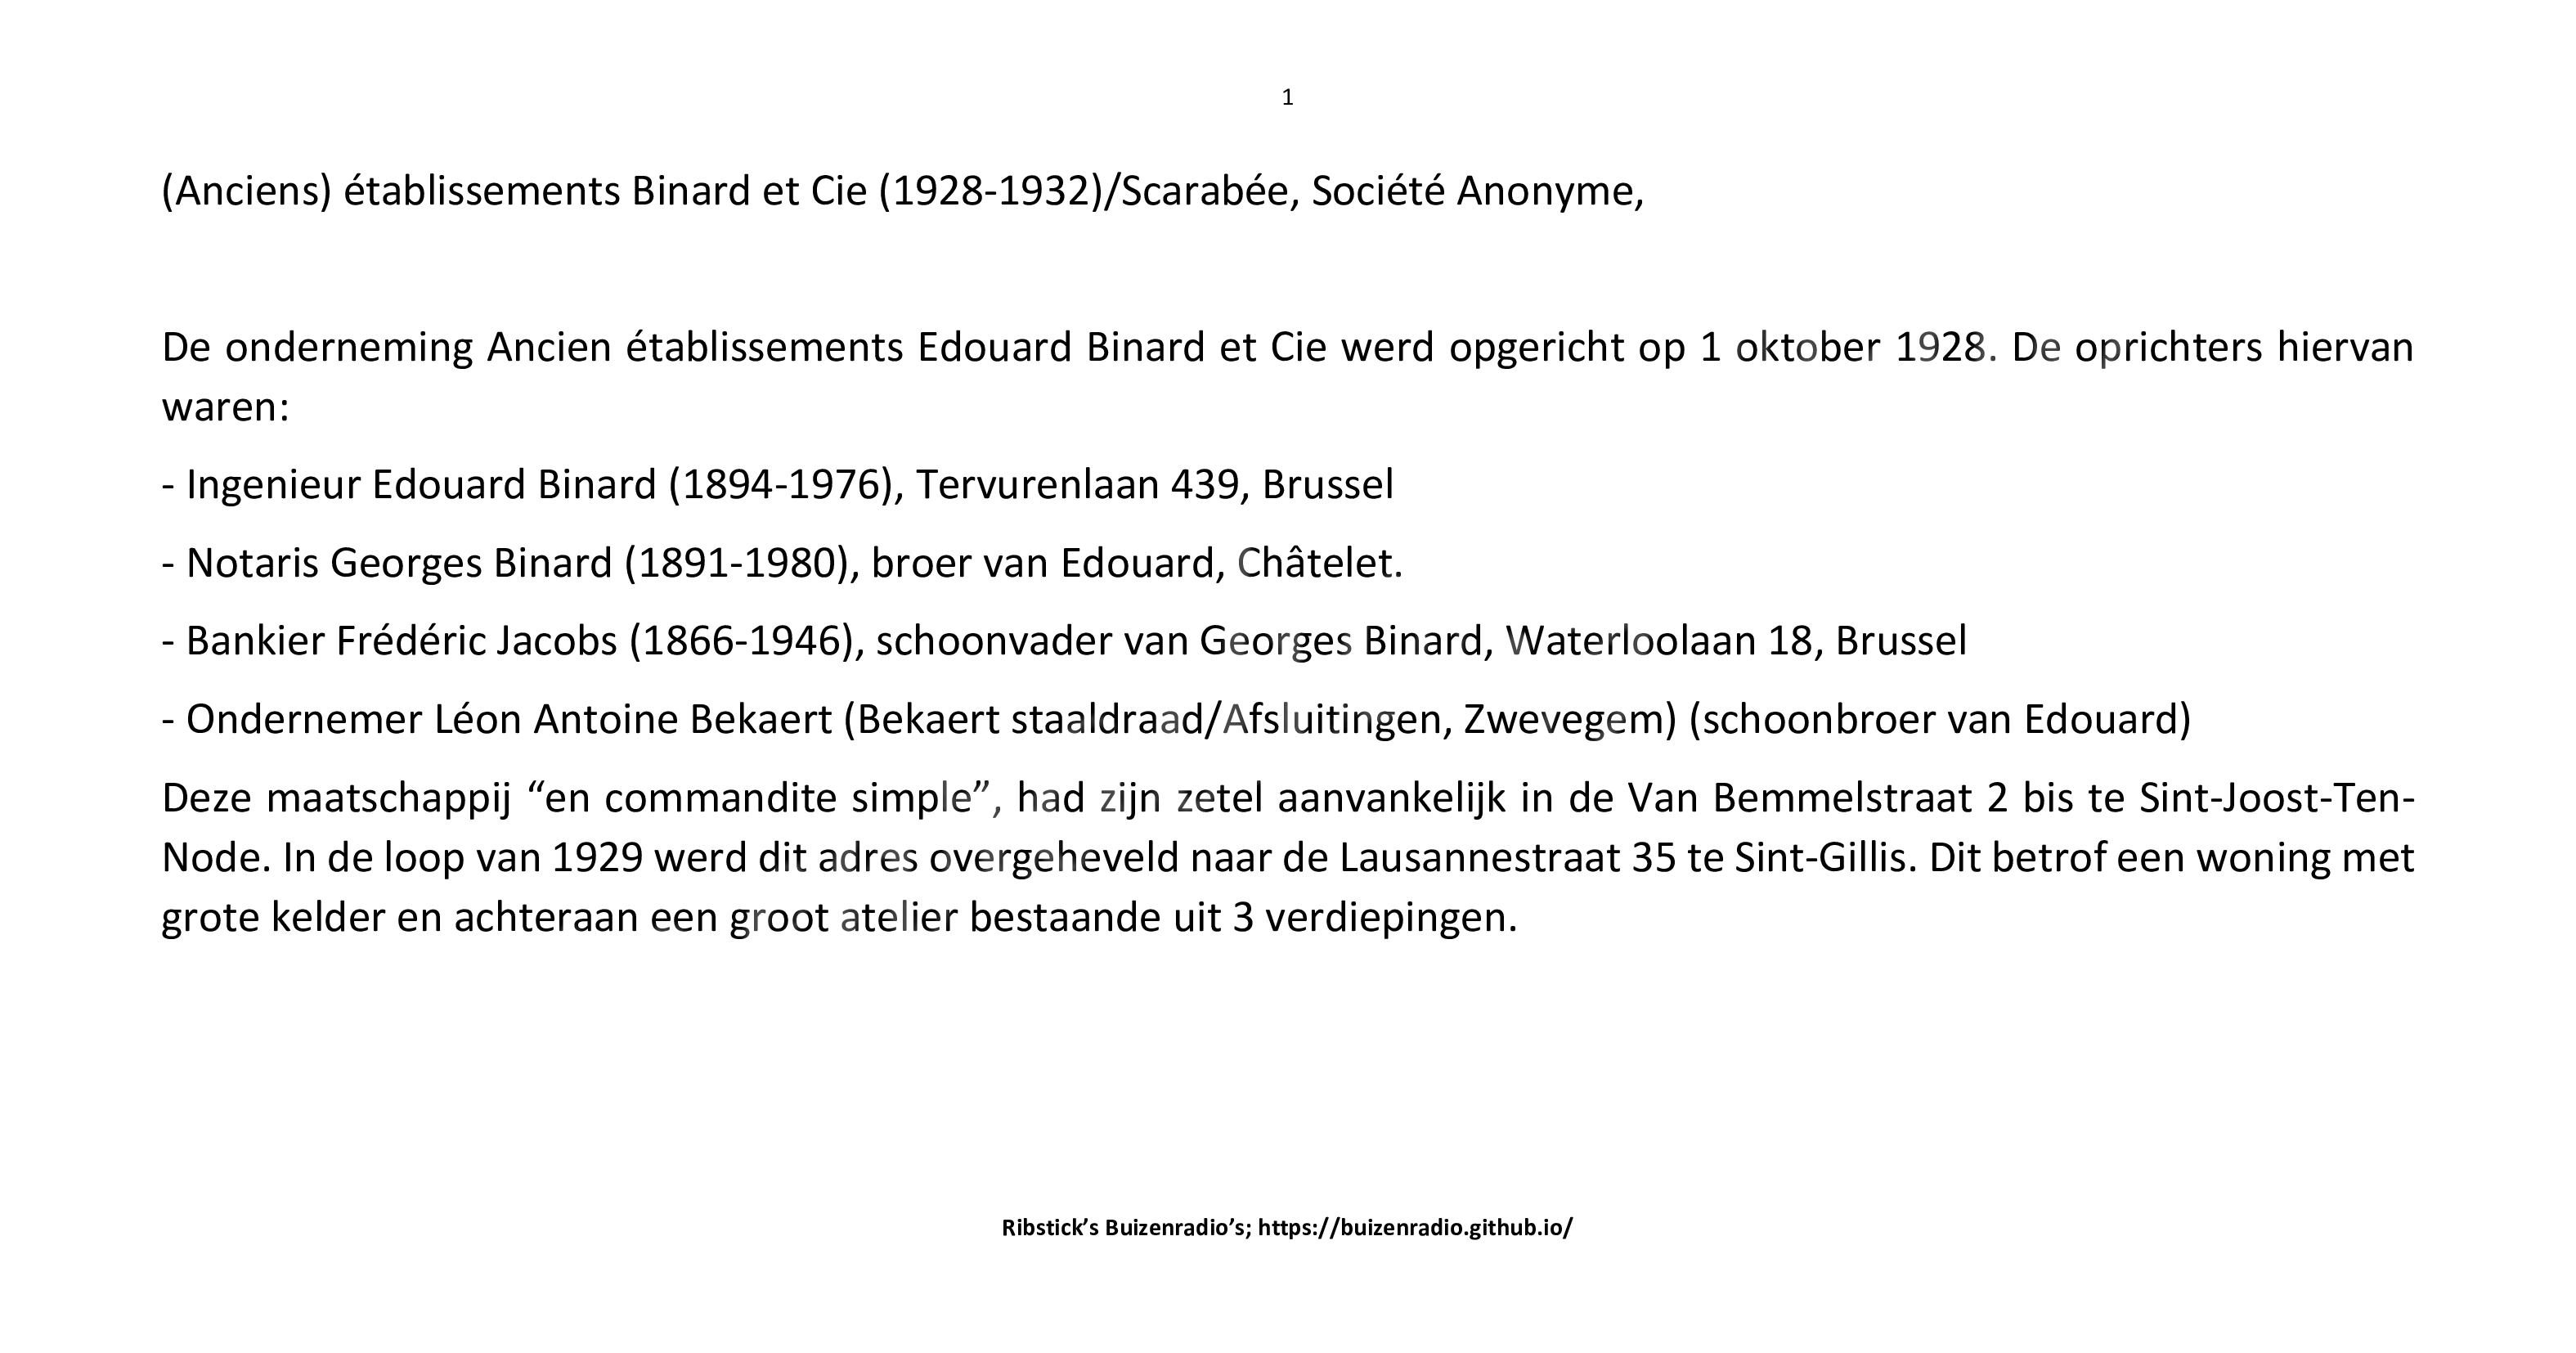 1
(Anciens) établissements Binard et Cie (1928-1932)/Scarabée, Société Anonyme,
De onderneming Ancien établissements Edouard Binard et Cie werd opgericht op 1 oktober 1928. De oprichters hiervan
waren:
- Ingenieur Edouard Binard (1894-1976), Tervurenlaan 439, Brussel
- Notaris Georges Binard (1891-1980), broer van Edouard, Châtelet.
- Bankier Frédéric Jacobs (1866-1946), schoonvader van Georges Binard, Waterloolaan 18, Brussel
- Ondernemer Léon Antoine Bekaert (Bekaert staaldraad/Afsluitingen, Zwevegem) (schoonbroer van Edouard)
Deze maatschappij “en commandite simple”, had zijn zetel aanvankelijk in de Van Bemmelstraat 2 bis te Sint-Joost-Ten-
Node. In de loop van 1929 werd dit adres overgeheveld naar de Lausannestraat 35 te Sint-Gillis. Dit betrof een woning met
grote kelder en achteraan een groot atelier bestaande uit 3 verdiepingen.
Ribstick’s Buizenradio’s; https://buizenradio.github.io/